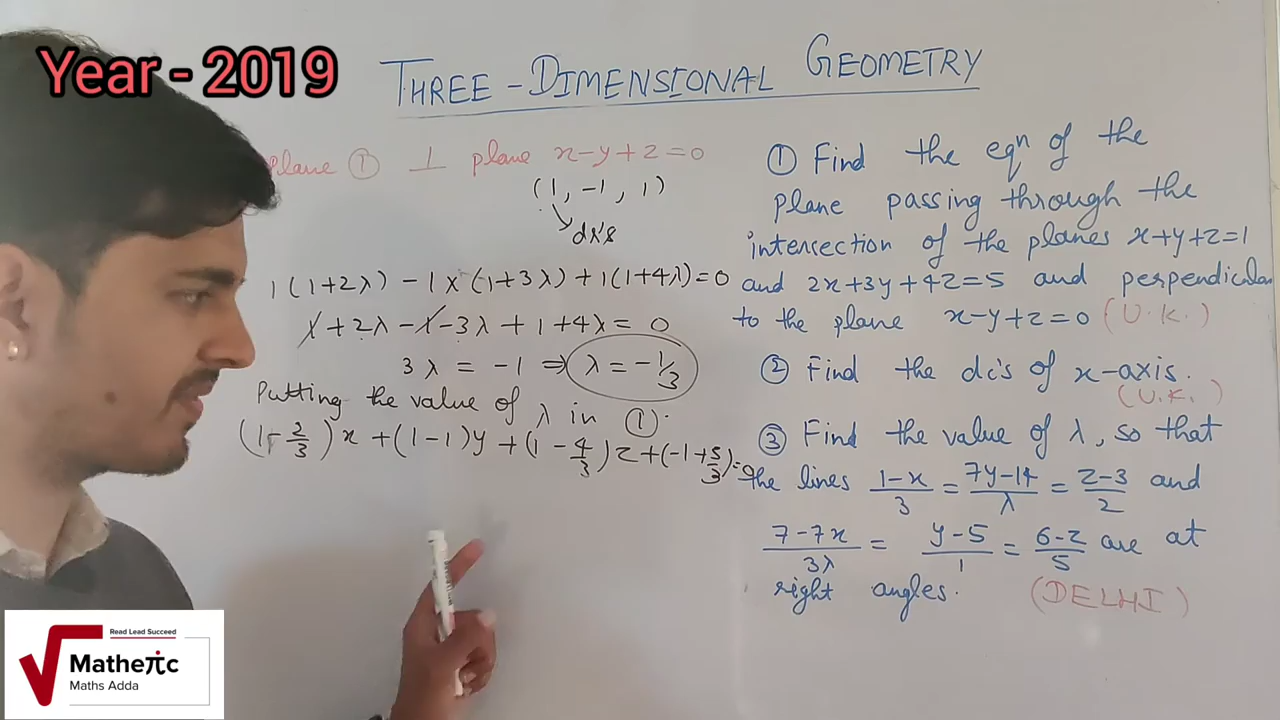 Year - 2019
THREE-DIMENSIONAL GEOMETRY
plane ① ⊥ plane x-y+z=0
(1, -1, 1)
dr's
1(1+2λ) - 1×(1+3λ) + 1(1+4λ)=0
1+2λ-1-3λ+1+4λ=0
3λ = -1 ⇒ λ = -1/3
Putting the value of λ in ①.
(1-2/3)x+(1-1)y+(1-4/3)z+(-1+5/3)=0
① Find the eqn of the
plane passing through the
intersection of the planes x+y+z=1
and 2x+3y+4z=5 and perpendicular
to the plane x-y+z=0 (U.K.)
② Find the dc's of x-axis.
(U.K.)
③ Find the value of λ, so that
the lines 1-x/3 = 7y-14/λ = z-3/2 and
7-7x/3λ = y-5/1 = 6-z/5 are at
right angles. (DELHI)
Read Lead Succeed
Matheπc
Maths Adda